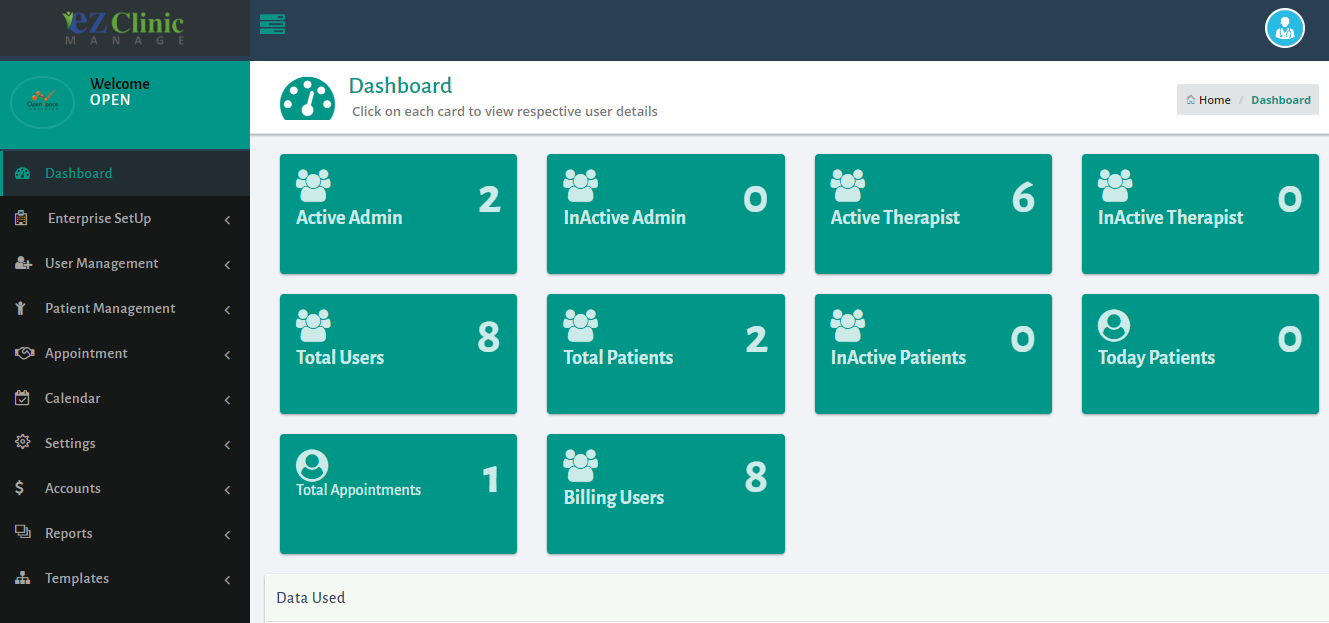 eZ Clinic
MANAGE
Welcome
OPEN
Dashboard
Click on each card to view respective user details
Home / Dashboard
Dashboard
Enterprise SetUp
User Management
Patient Management
Appointment
Calendar
Settings
$ Accounts
Reports
Templates
Active Admin 2
InActive Admin 0
Active Therapist 6
InActive Therapist 0
Total Users 8
Total Patients 2
InActive Patients 0
Today Patients 0
Total Appointments 1
Billing Users 8
Data Used